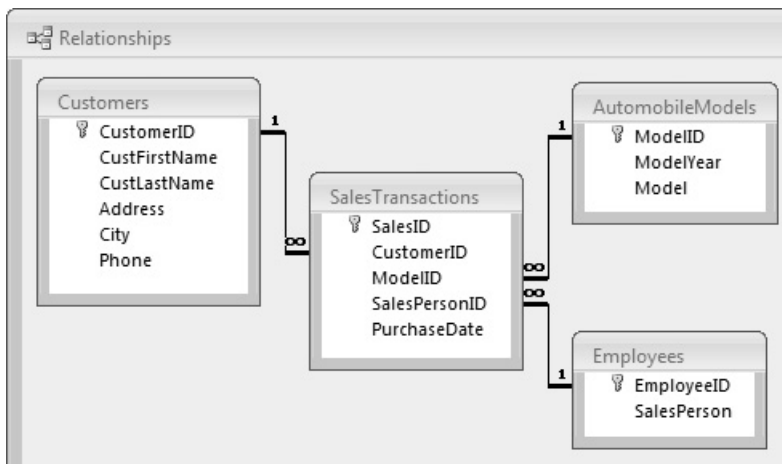 Relationships
Customers
CustomerID
CustFirstName
CustLastName
Address
City
Phone
1
∞
SalesTransactions
SalesID
CustomerID
ModelID
SalesPersonID
PurchaseDate
∞
∞
1
AutomobileModels
ModelID
ModelYear
Model
1
Employees
EmployeeID
SalesPerson